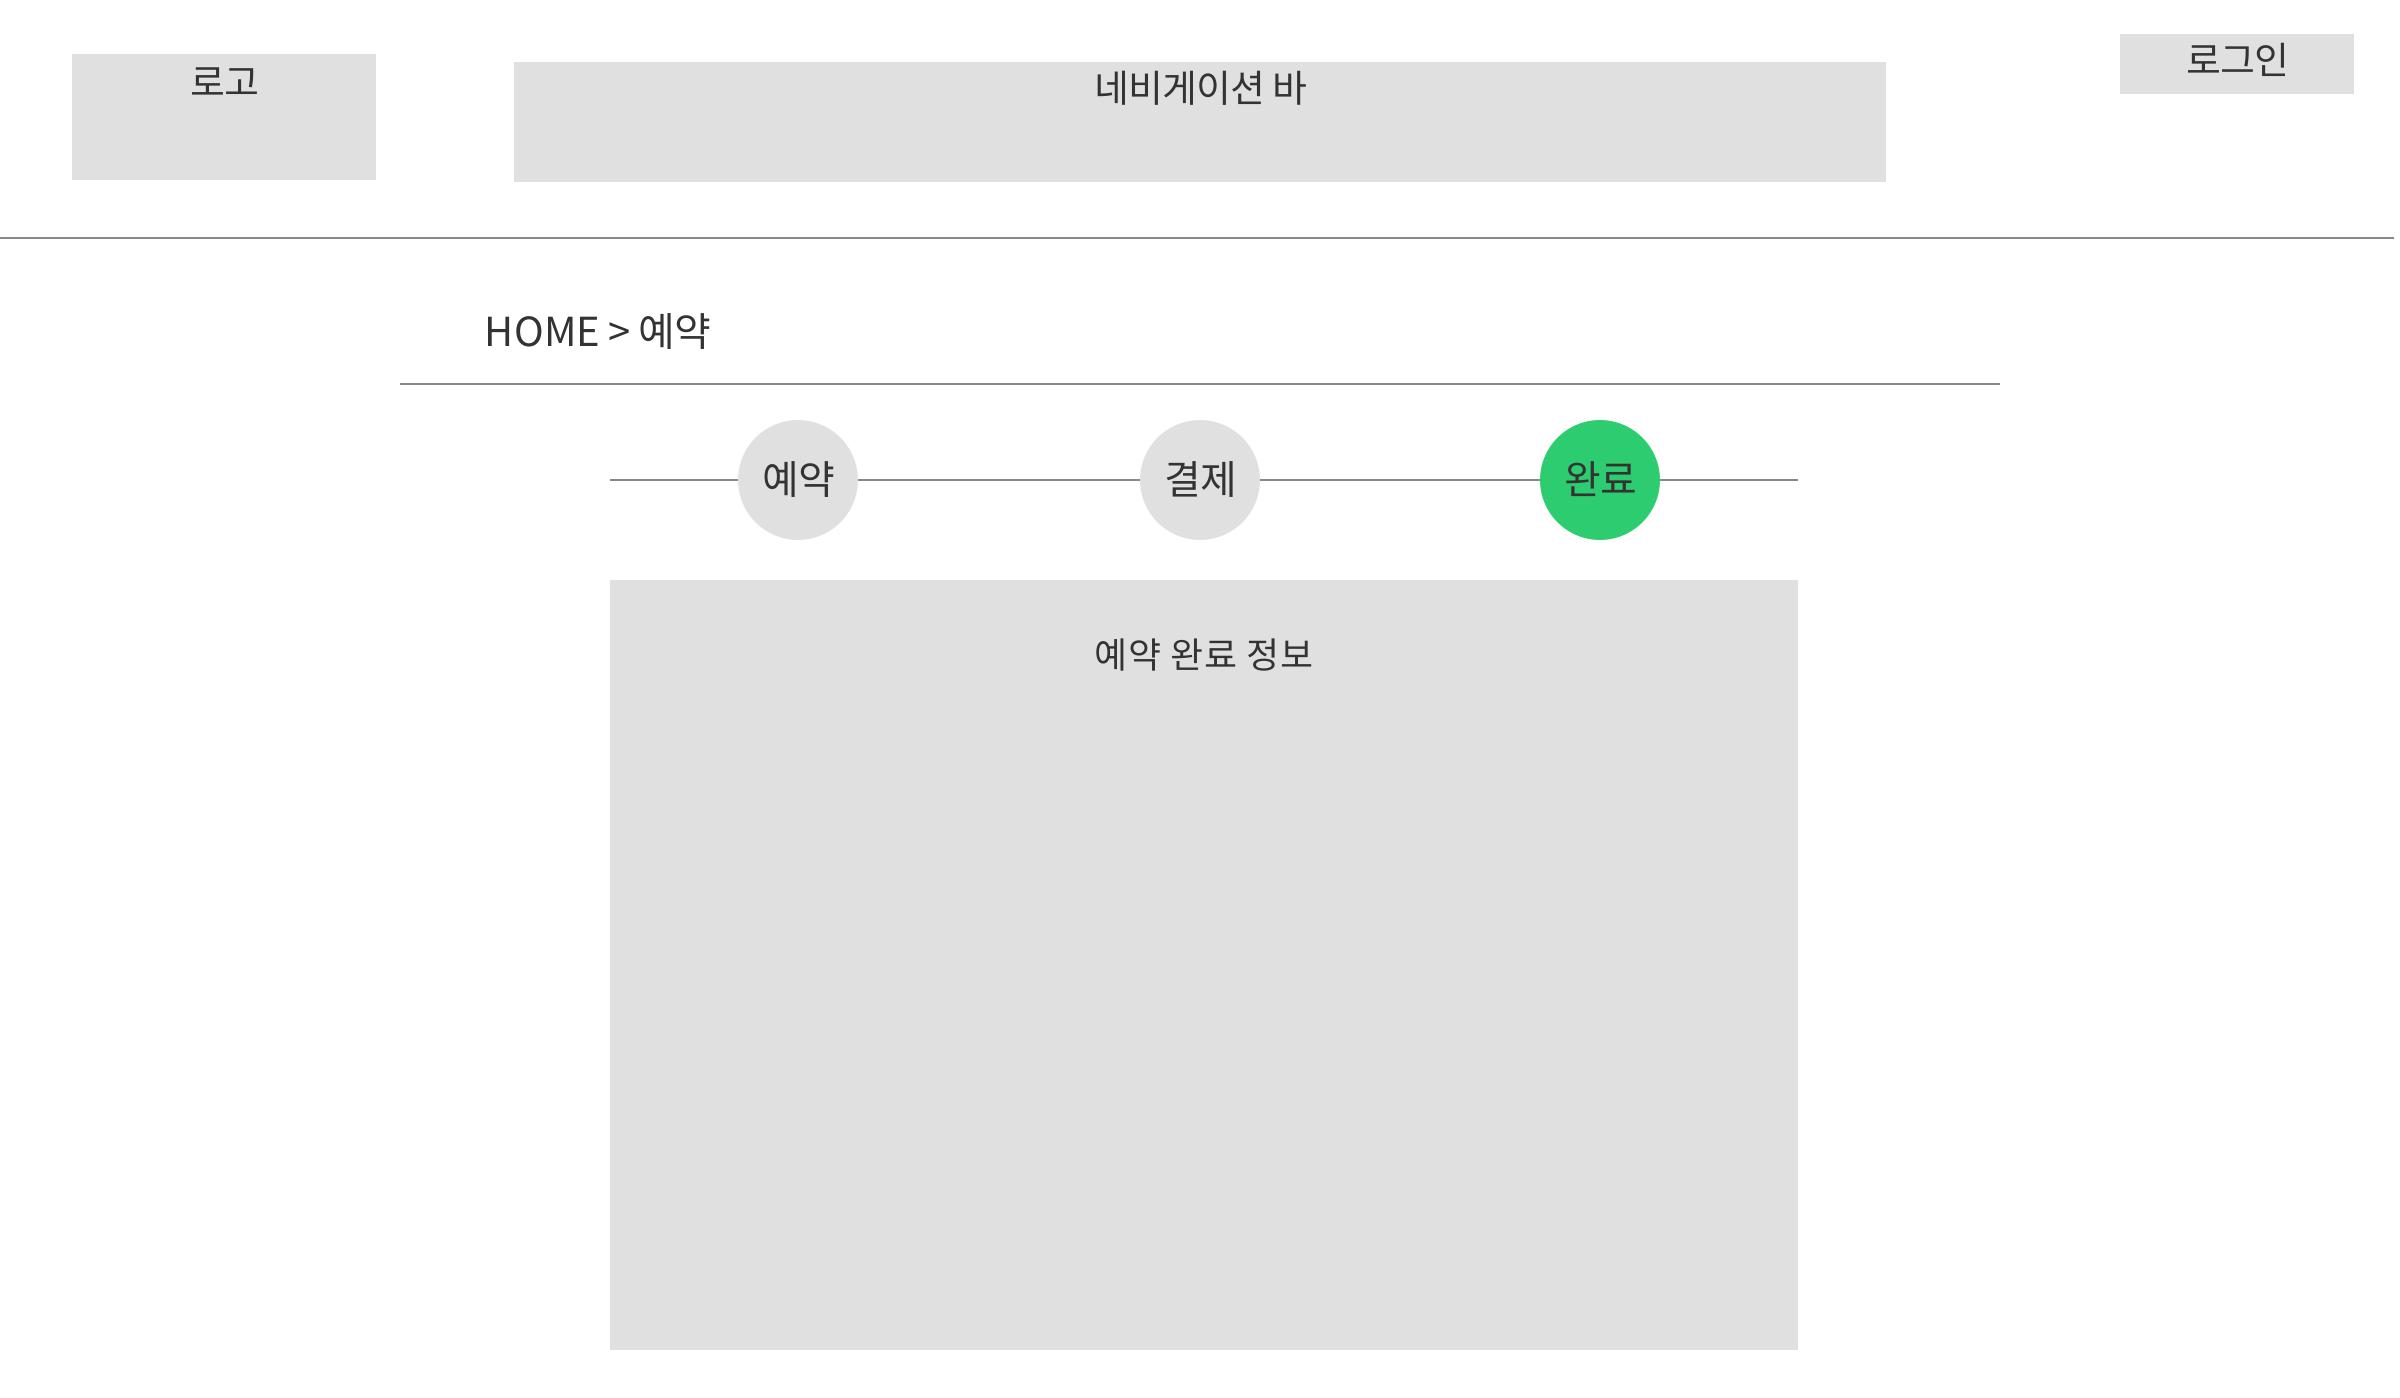 로고
네비게이션 바
로그인
HOME > 예약
예약
결제
완료
예약 완료 정보